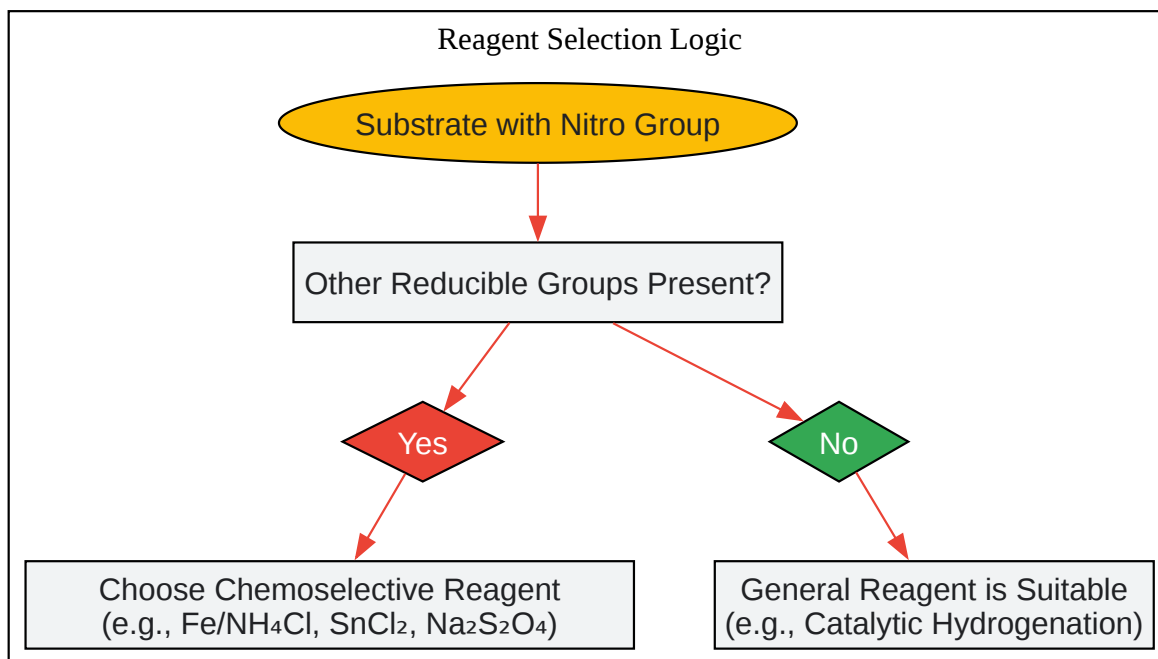 Reagent Selection Logic
Substrate with Nitro Group
Other Reducible Groups Present?
Yes
No
Choose Chemoselective Reagent
(e.g., Fe/NH₄Cl, SnCl₂, Na₂S₂O₄)
General Reagent is Suitable
(e.g., Catalytic Hydrogenation)